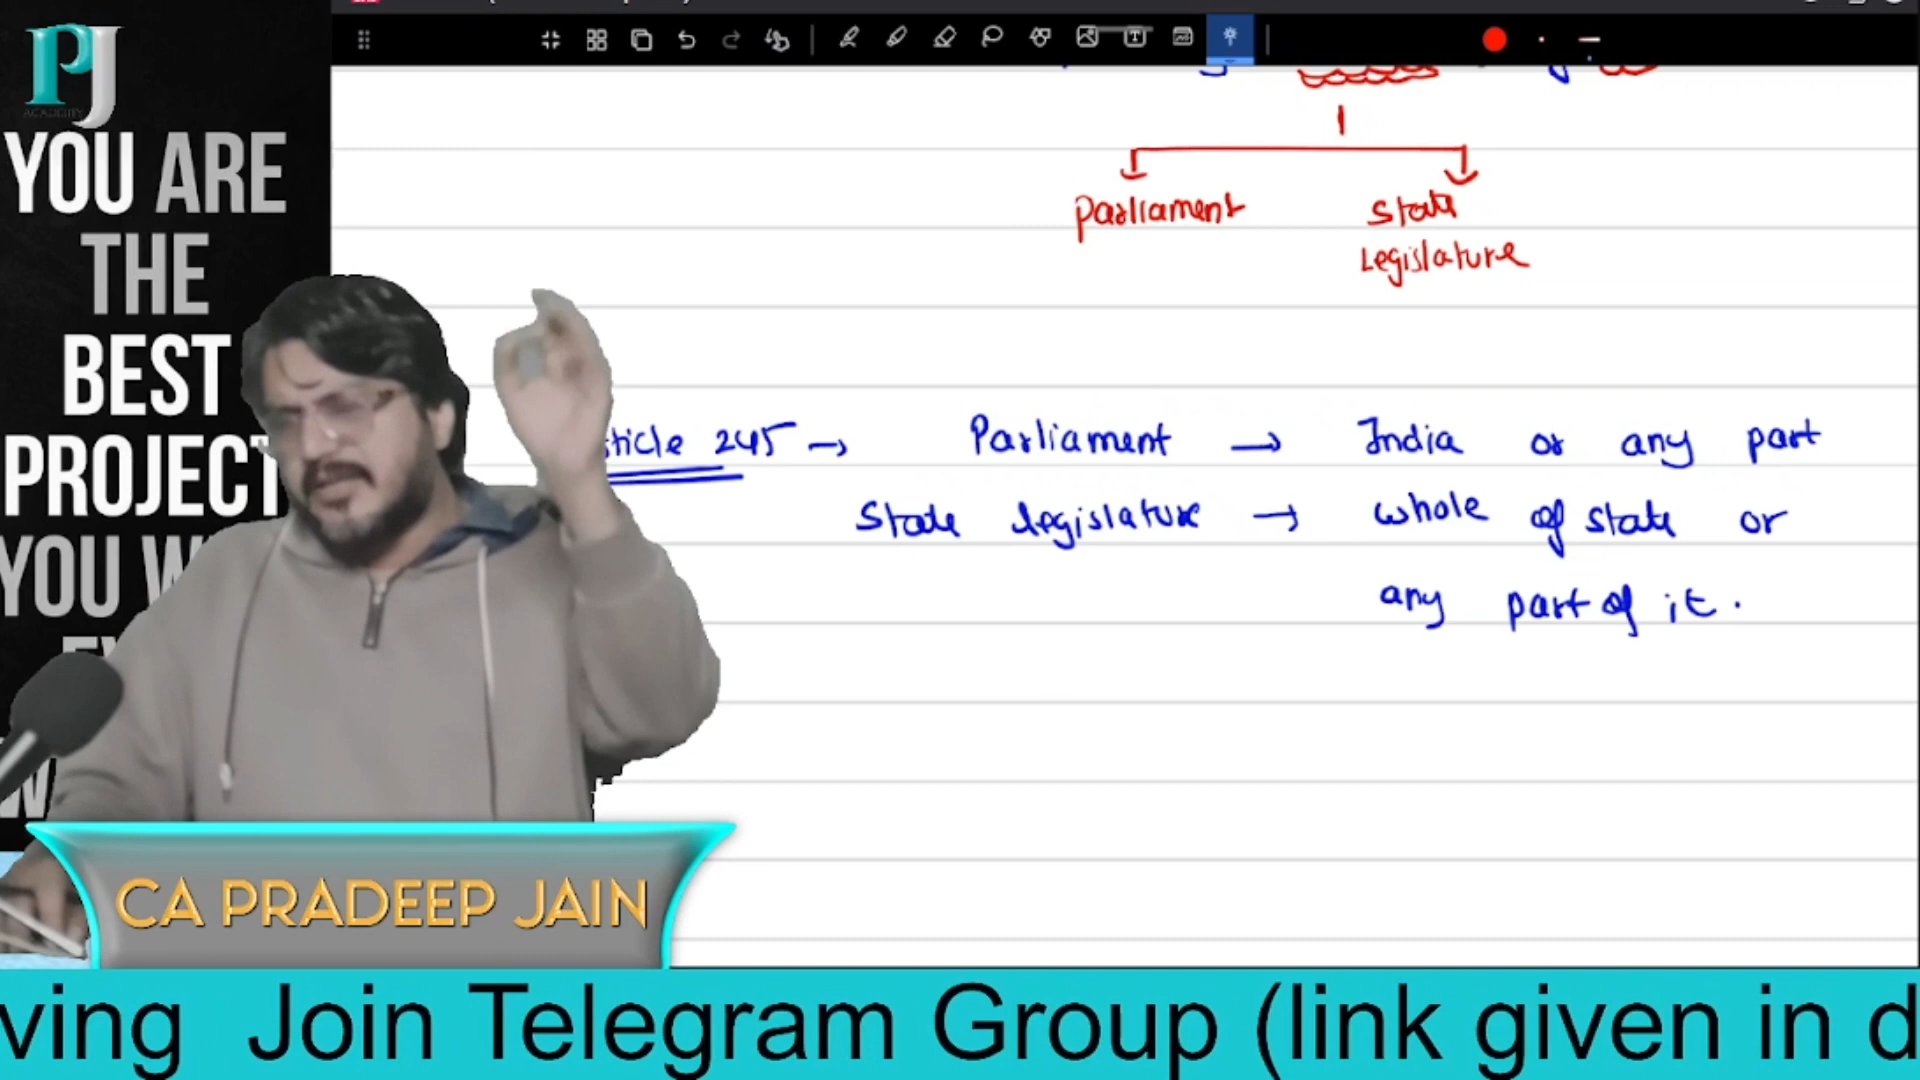 PJ
ACADEMY
YOU ARE
THE
BEST
PROJECT
YOU
Parliament
State
Legislature
ticle 245 → Parliament → India or any part
State legislature → whole of state or
any part of it.
CA PRADEEP JAIN
ving Join Telegram Group (link given in d